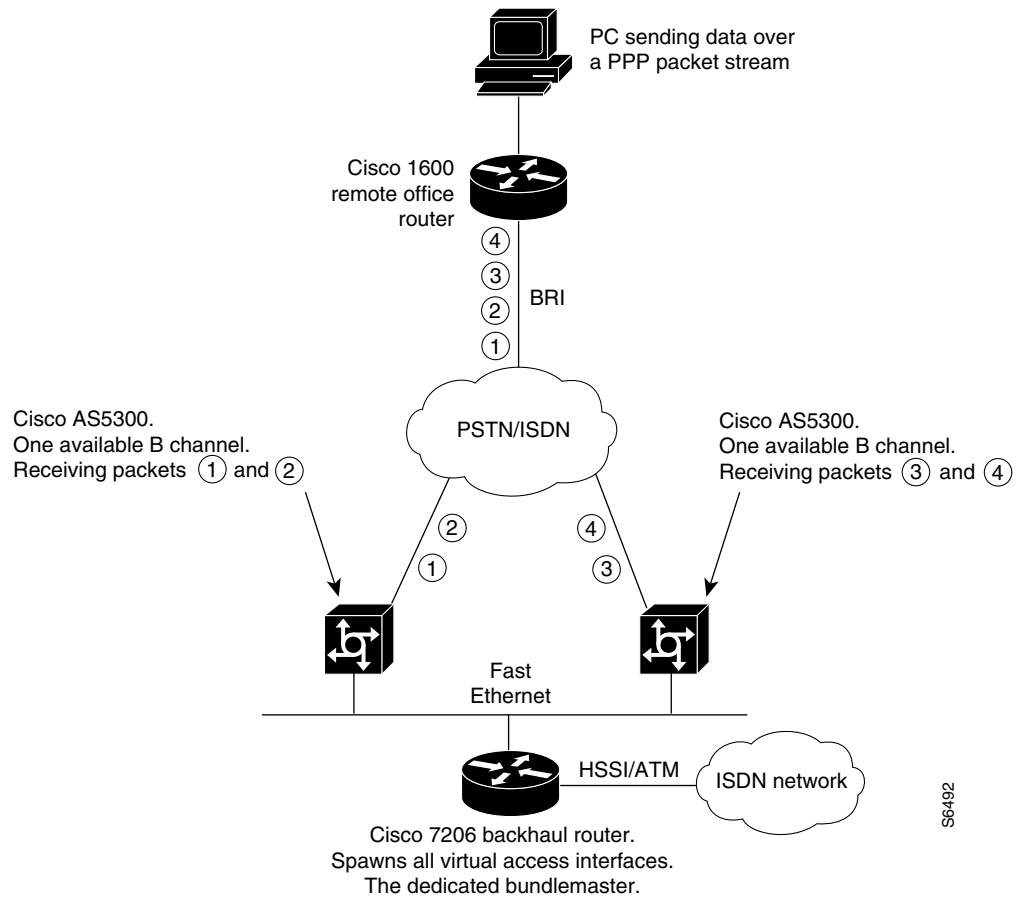 PC sending data over
a PPP packet stream
Cisco 1600
remote office
router
4
3
BRI
2
1
PSTN/ISDN
Cisco AS5300.
One available B channel.
Receiving packets 1 and 2
Cisco AS5300.
One available B channel.
Receiving packets 3 and 4
2
1
4
3
Fast
Ethernet
HSSI/ATM
ISDN network
S6492
Cisco 7206 backhaul router.
Spawns all virtual access interfaces.
The dedicated bundlemaster.